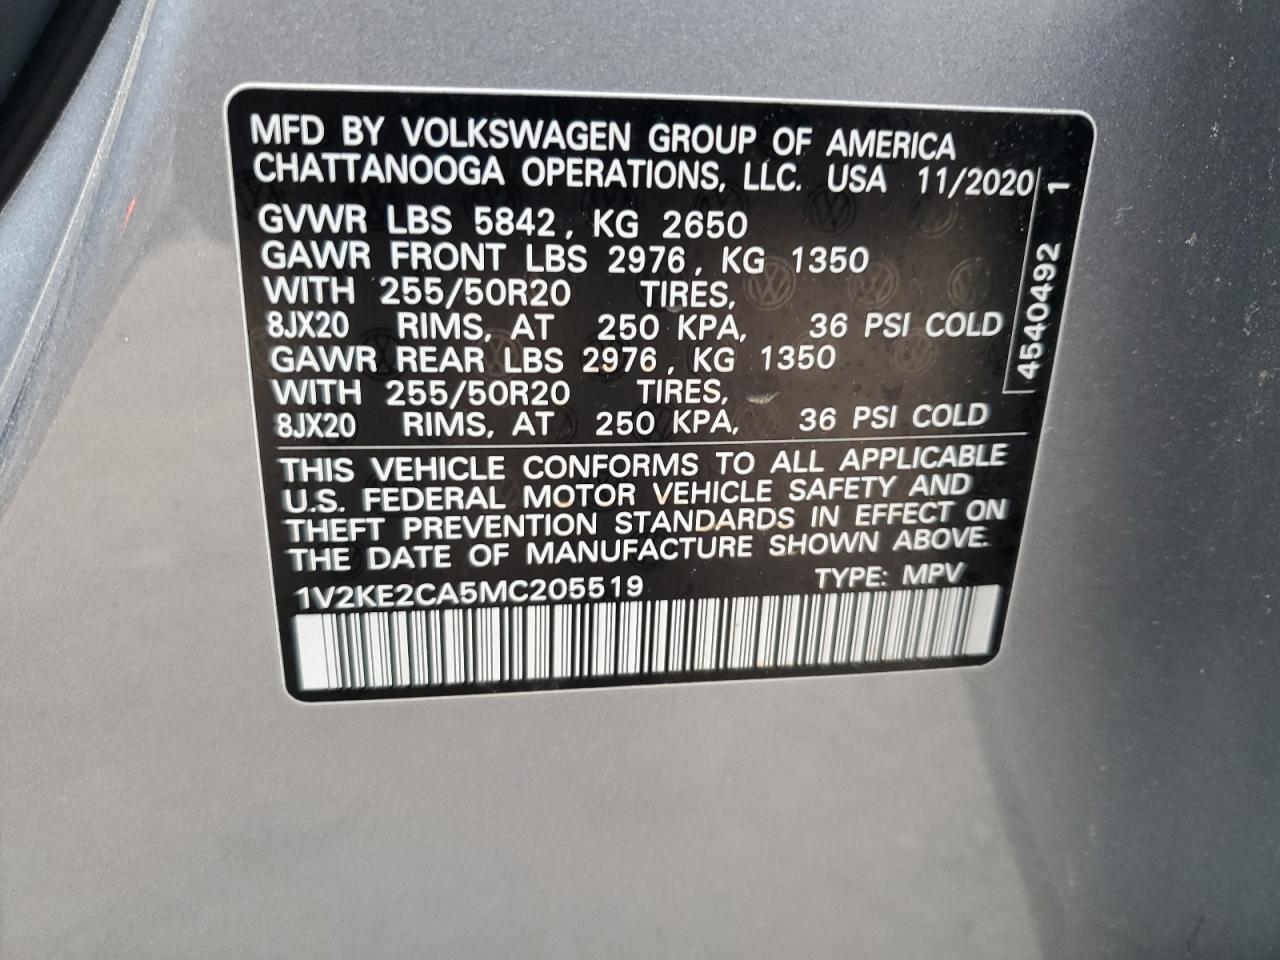 MFD BY VOLKSWAGEN GROUP OF AMERICA
CHATTANOOGA OPERATIONS, LLC. USA 11/2020
GVWR LBS 5842, KG 2650
GAWR FRONT LBS 2976, KG 1350
WITH 255/50R20 TIRES,
8JX20 RIMS, AT 250 KPA, 36 PSI COLD
GAWR REAR LBS 2976, KG 1350
WITH 255/50R20 TIRES,
8JX20 RIMS, AT 250 KPA, 36 PSI COLD
4540492 1
THIS VEHICLE CONFORMS TO ALL APPLICABLE
U.S. FEDERAL MOTOR VEHICLE SAFETY AND
THEFT PREVENTION STANDARDS IN EFFECT ON
THE DATE OF MANUFACTURE SHOWN ABOVE.
1V2KE2CA5MC205519 TYPE: MPV